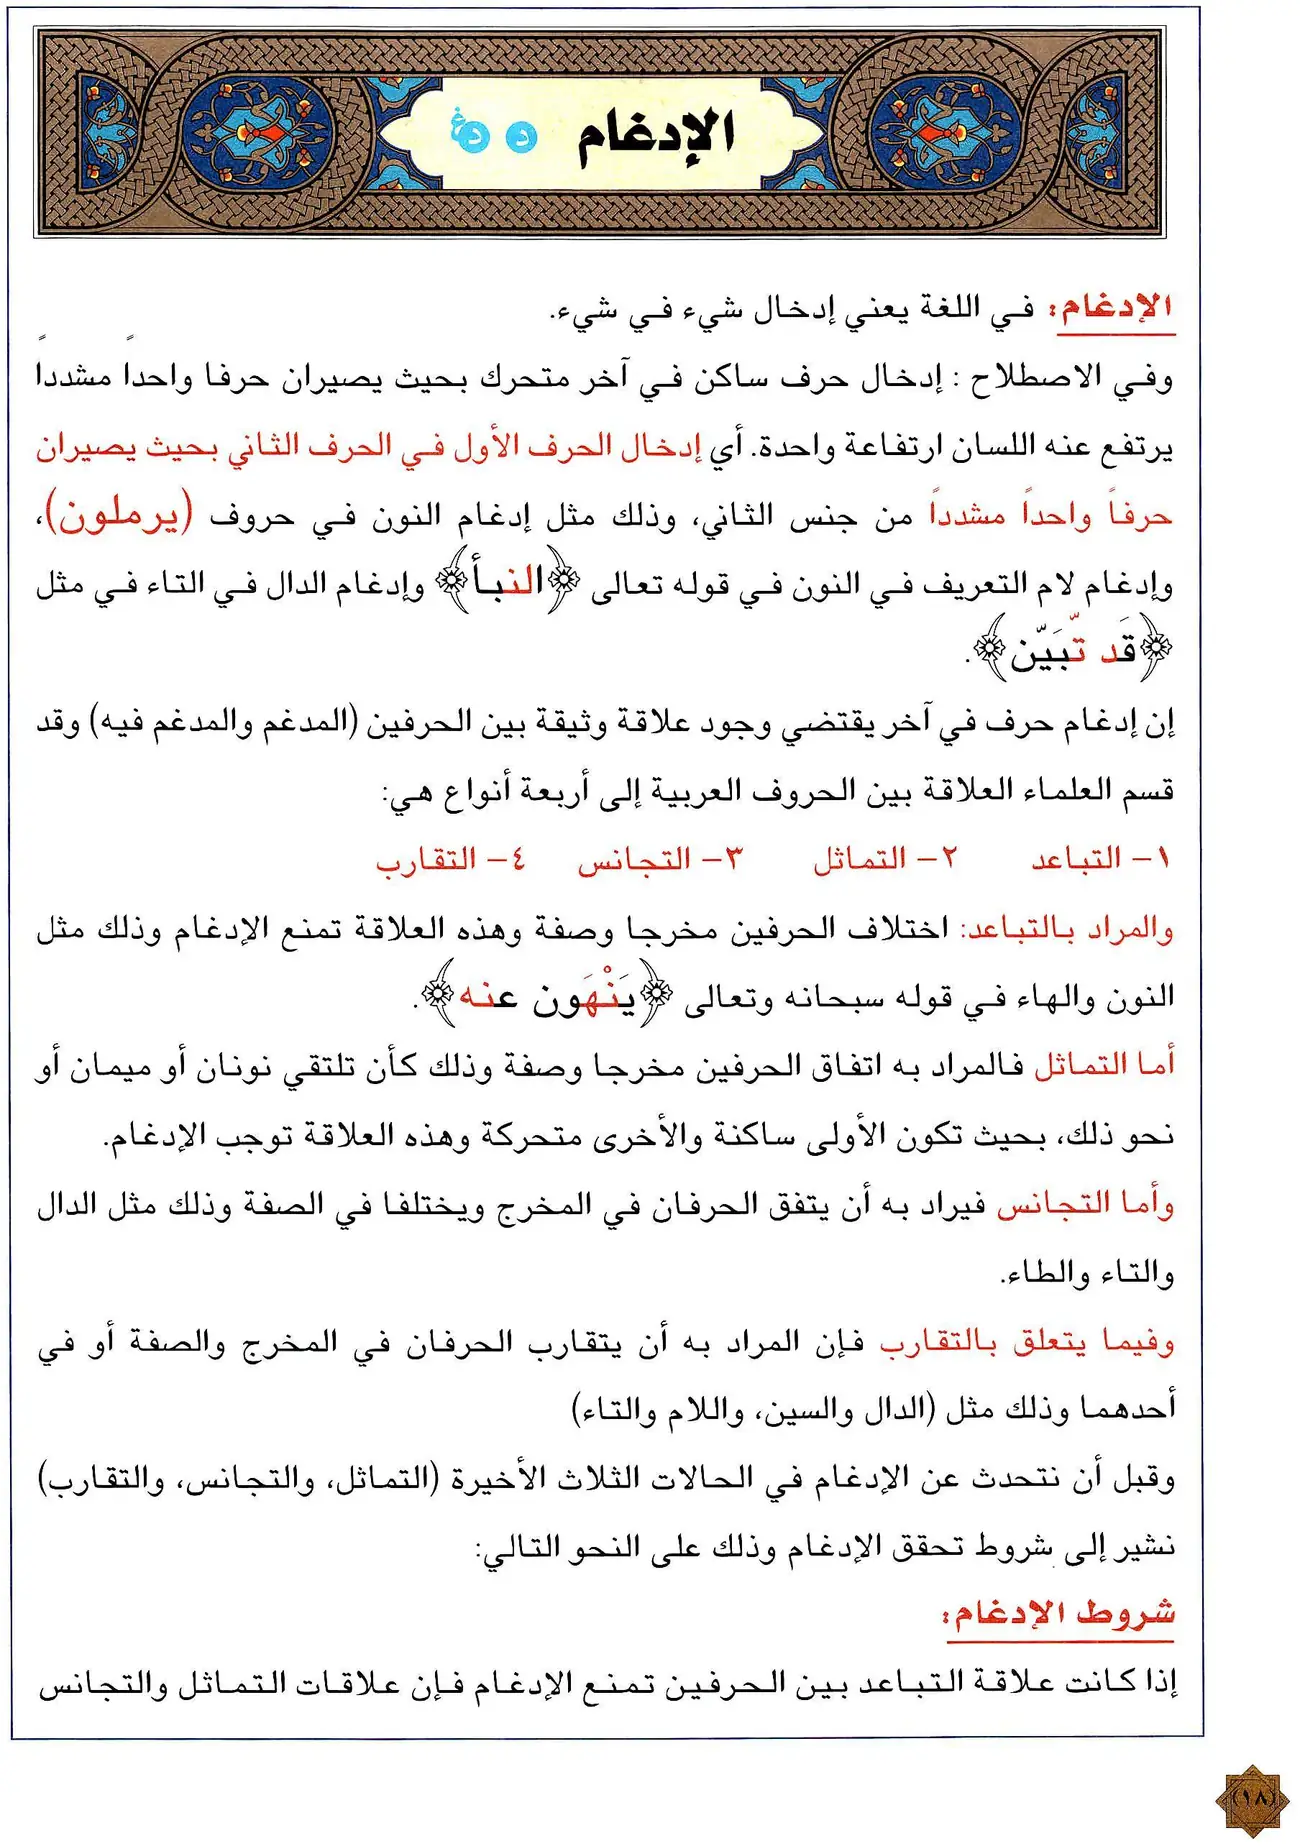 الإدغام د دغ
الإدغام: في اللغة يعني إدخال شيء في شيء.
وفي الاصطلاح : إدخال حرف ساكن في آخر متحرك بحيث يصيران حرفا واحداً مشدداً
يرتفع عنه اللسان ارتفاعة واحدة. أي إدخال الحرف الأول في الحرف الثاني بحيث يصيران
حرفاً واحداً مشدداً من جنس الثاني، وذلك مثل إدغام النون في حروف (يرملون)،
وإدغام لام التعريف في النون في قوله تعالى ﴿النبأ﴾ وإدغام الدال في التاء في مثل
﴿قَد تّبَيّن﴾.
إن إدغام حرف في آخر يقتضي وجود علاقة وثيقة بين الحرفين (المدغم والمدغم فيه) وقد
قسم العلماء العلاقة بين الحروف العربية إلى أربعة أنواع هي:
١- التباعد ٢- التماثل ٣- التجانس ٤- التقارب
والمراد بالتباعد: اختلاف الحرفين مخرجا وصفة وهذه العلاقة تمنع الإدغام وذلك مثل
النون والهاء في قوله سبحانه وتعالى ﴿يَنْهَون عنه﴾.
أما التماثل فالمراد به اتفاق الحرفين مخرجا وصفة وذلك كأن تلتقي نونان أو ميمان أو
نحو ذلك، بحيث تكون الأولى ساكنة والأخرى متحركة وهذه العلاقة توجب الإدغام.
وأما التجانس فيراد به أن يتفق الحرفان في المخرج ويختلفا في الصفة وذلك مثل الدال
والتاء والطاء.
وفيما يتعلق بالتقارب فإن المراد به أن يتقارب الحرفان في المخرج والصفة أو في
أحدهما وذلك مثل (الدال والسين، واللام والتاء)
وقبل أن نتحدث عن الإدغام في الحالات الثلاث الأخيرة (التماثل، والتجانس، والتقارب)
نشير إلى شروط تحقق الإدغام وذلك على النحو التالي:
شروط الإدغام:
إذا كانت علاقة التباعد بين الحرفين تمنع الإدغام فإن علاقات التماثل والتجانس
(١٨)